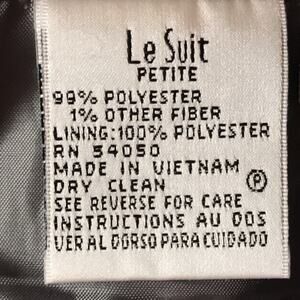 Le Suit
PETITE
99% POLYESTER
1% OTHER FIBER
LINING:100% POLYESTER
RN 54050
MADE IN VIETNAM
DRY CLEAN Ⓟ
SEE REVERSE FOR CARE
INSTRUCTIONS AU DOS
VER AL DORSO PARA CUIDADO